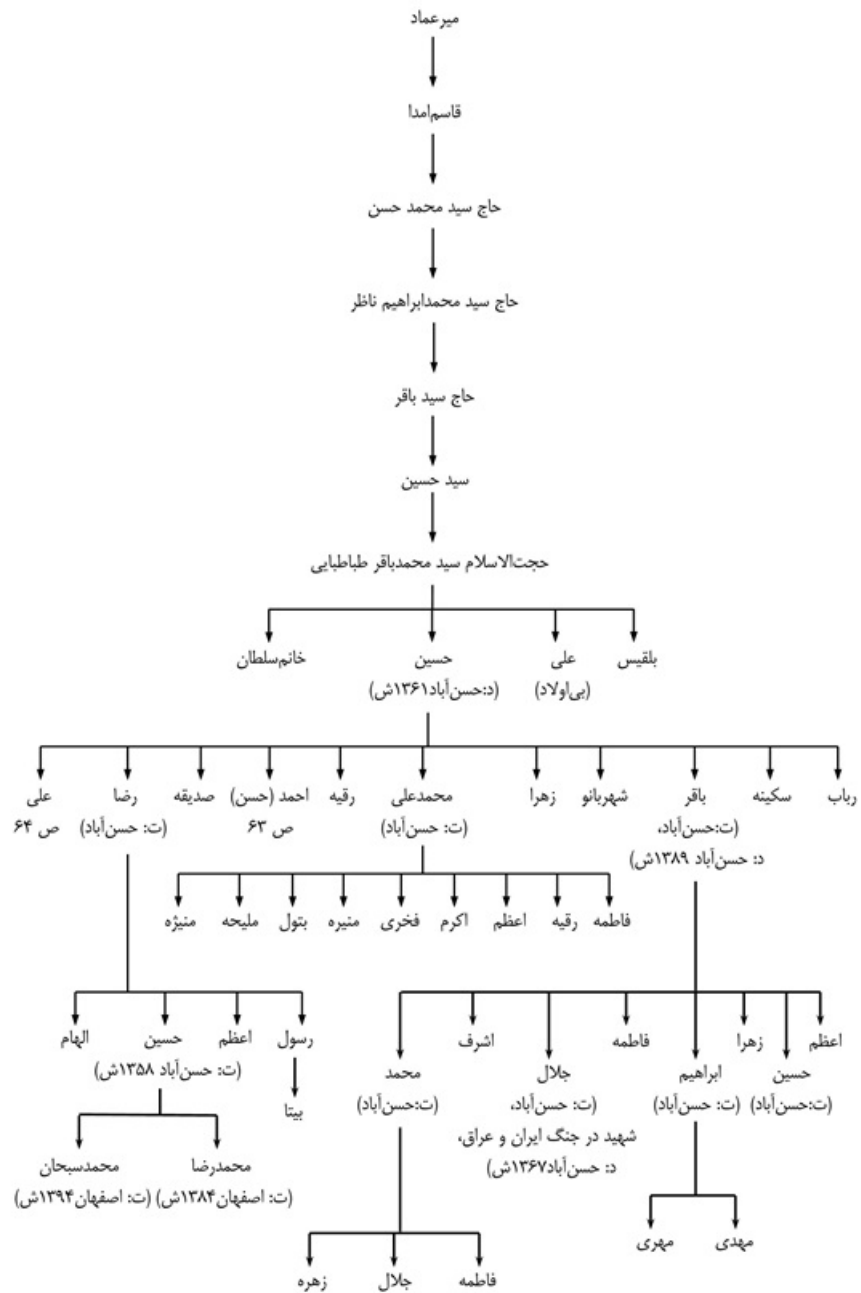 میرعماد
قاسم‌امدا
حاج سید محمد حسن
حاج سید محمدابراهیم ناظر
حاج سید باقر
سید حسین
حجت‌الاسلام سید محمدباقر طباطبایی
بلقیس علی حسین خانم‌سلطان
(بی‌اولاد) (د:حسن‌آباد۱۳۶۱ش)
رباب سکینه باقر شهربانو زهرا محمدعلی رقیه احمد (حسن) صدیقه رضا علی
(ت:حسن‌آباد، (ت: حسن‌آباد) ص ۶۳ (ت: حسن‌آباد) ص ۶۴
د: حسن‌آباد ۱۳۸۹ش)
فاطمه رقیه اعظم اکرم فخری منیره بتول ملیحه منیژه
اعظم زهرا فاطمه اشرف رسول اعظم حسین الهام
حسین ابراهیم جلال محمد (ت: حسن‌آباد ۱۳۵۸ش)
(ت:حسن‌آباد) (ت: حسن‌آباد) (ت: حسن‌آباد، (ت:حسن‌آباد) بیتا
شهید در جنگ ایران و عراق،
د: حسن‌آباد۱۳۶۷ش)
محمدرضا محمدسبحان
(ت: اصفهان۱۳۸۴ش) (ت: اصفهان۱۳۹۴ش)
مهدی مهری
فاطمه جلال زهره